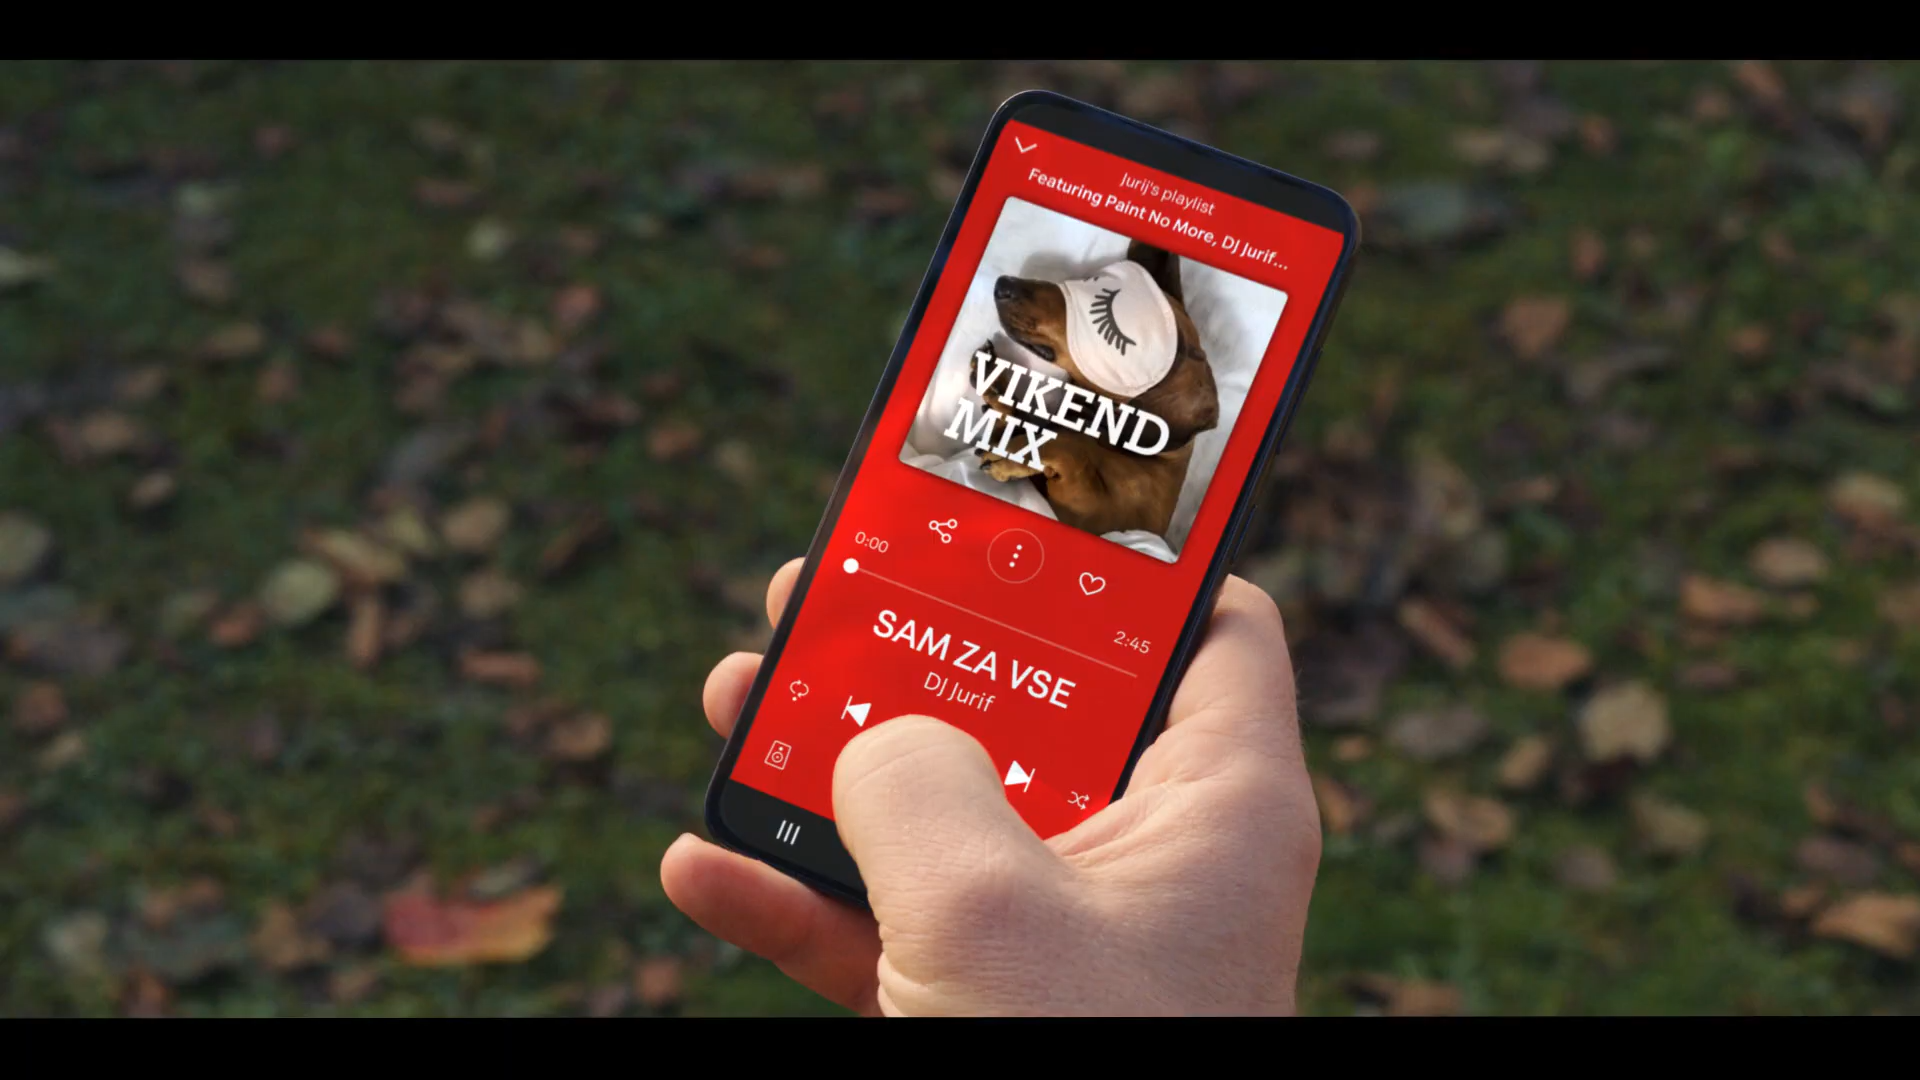 Jurij's playlist
Featuring Paint No More, DJ Jurif...
VIKEND
MIX
0:00
2:45
SAM ZA VSE
DJ Jurif